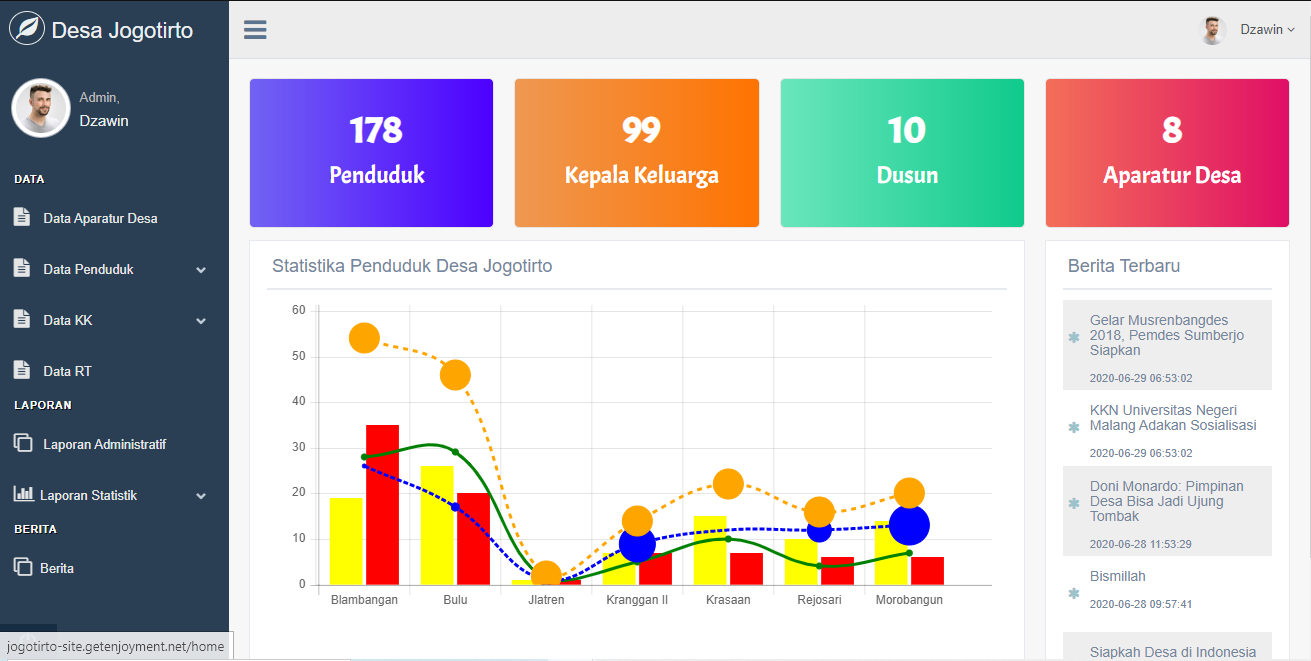 Desa Jogotirto
Admin,
Dzawin
DATA
Data Aparatur Desa
Data Penduduk
Data KK
Data RT
LAPORAN
Laporan Administratif
Laporan Statistik
BERITA
Berita
jogotirto-site.getenjoyment.net/home
Dzawin
178
Penduduk
99
Kepala Keluarga
10
Dusun
8
Aparatur Desa
Statistika Penduduk Desa Jogotirto
60
50
40
30
20
10
0
Blambangan Bulu Jlatren Kranggan II Krasaan Rejosari Morobangun
Berita Terbaru
Gelar Musrenbangdes
2018, Pemdes Sumberjo
Siapkan
2020-06-29 06:53:02
KKN Universitas Negeri
Malang Adakan Sosialisasi
2020-06-29 06:53:02
Doni Monardo: Pimpinan
Desa Bisa Jadi Ujung
Tombak
2020-06-28 11:53:29
Bismillah
2020-06-28 09:57:41
Siapkah Desa di Indonesia